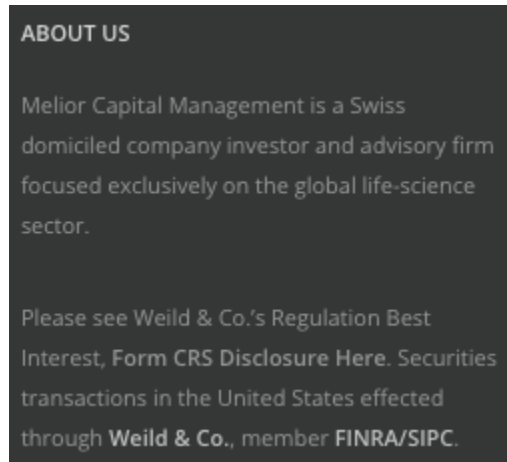 ABOUT US
Melior Capital Management is a Swiss
domiciled company investor and advisory firm
focused exclusively on the global life-science
sector.
Please see Weild & Co.'s Regulation Best
Interest, Form CRS Disclosure Here. Securities
transactions in the United States effected
through Weild & Co., member FINRA/SIPC.